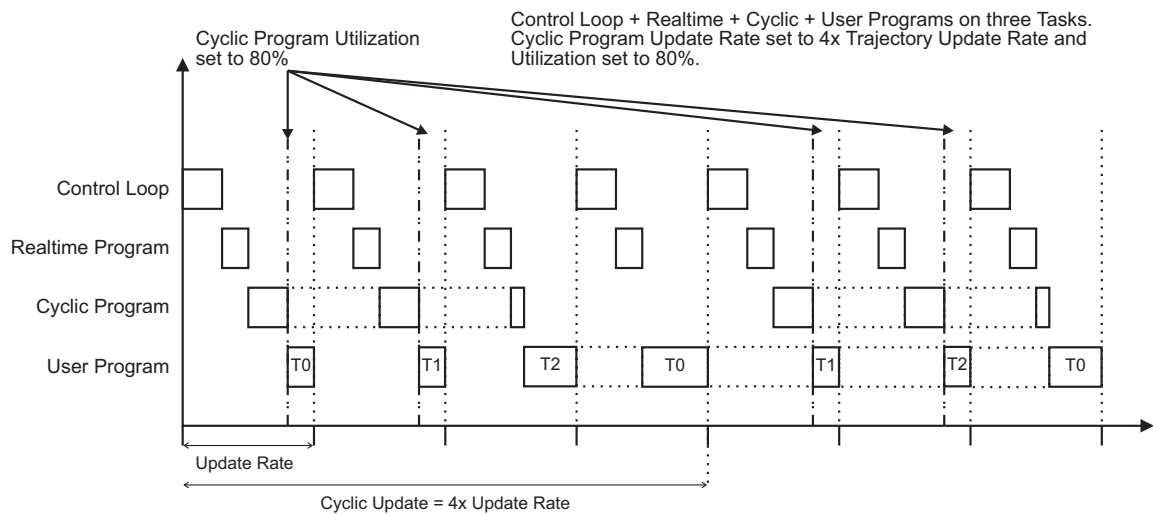 Control Loop + Realtime + Cyclic + User Programs on three Tasks.
Cyclic Program Update Rate set to 4x Trajectory Update Rate and
Utilization set to 80%.
Cyclic Program Utilization
set to 80%
Control Loop
Realtime Program
Cyclic Program
User Program
T0
T1
T2
T0
T1
T2
T0
Update Rate
Cyclic Update = 4x Update Rate